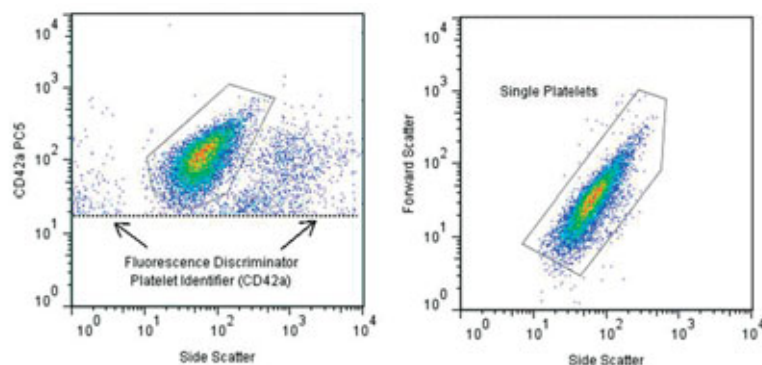 10⁴
10³
10²
10¹
10⁰
CD42a PC5
Fluorescence Discriminator
Platelet Identifier (CD42a)
10⁰ 10¹ 10² 10³ 10⁴
Side Scatter
10⁴
10³
10²
10¹
10⁰
Forward Scatter
Single Platelets
10⁰ 10¹ 10² 10³ 10⁴
Side Scatter